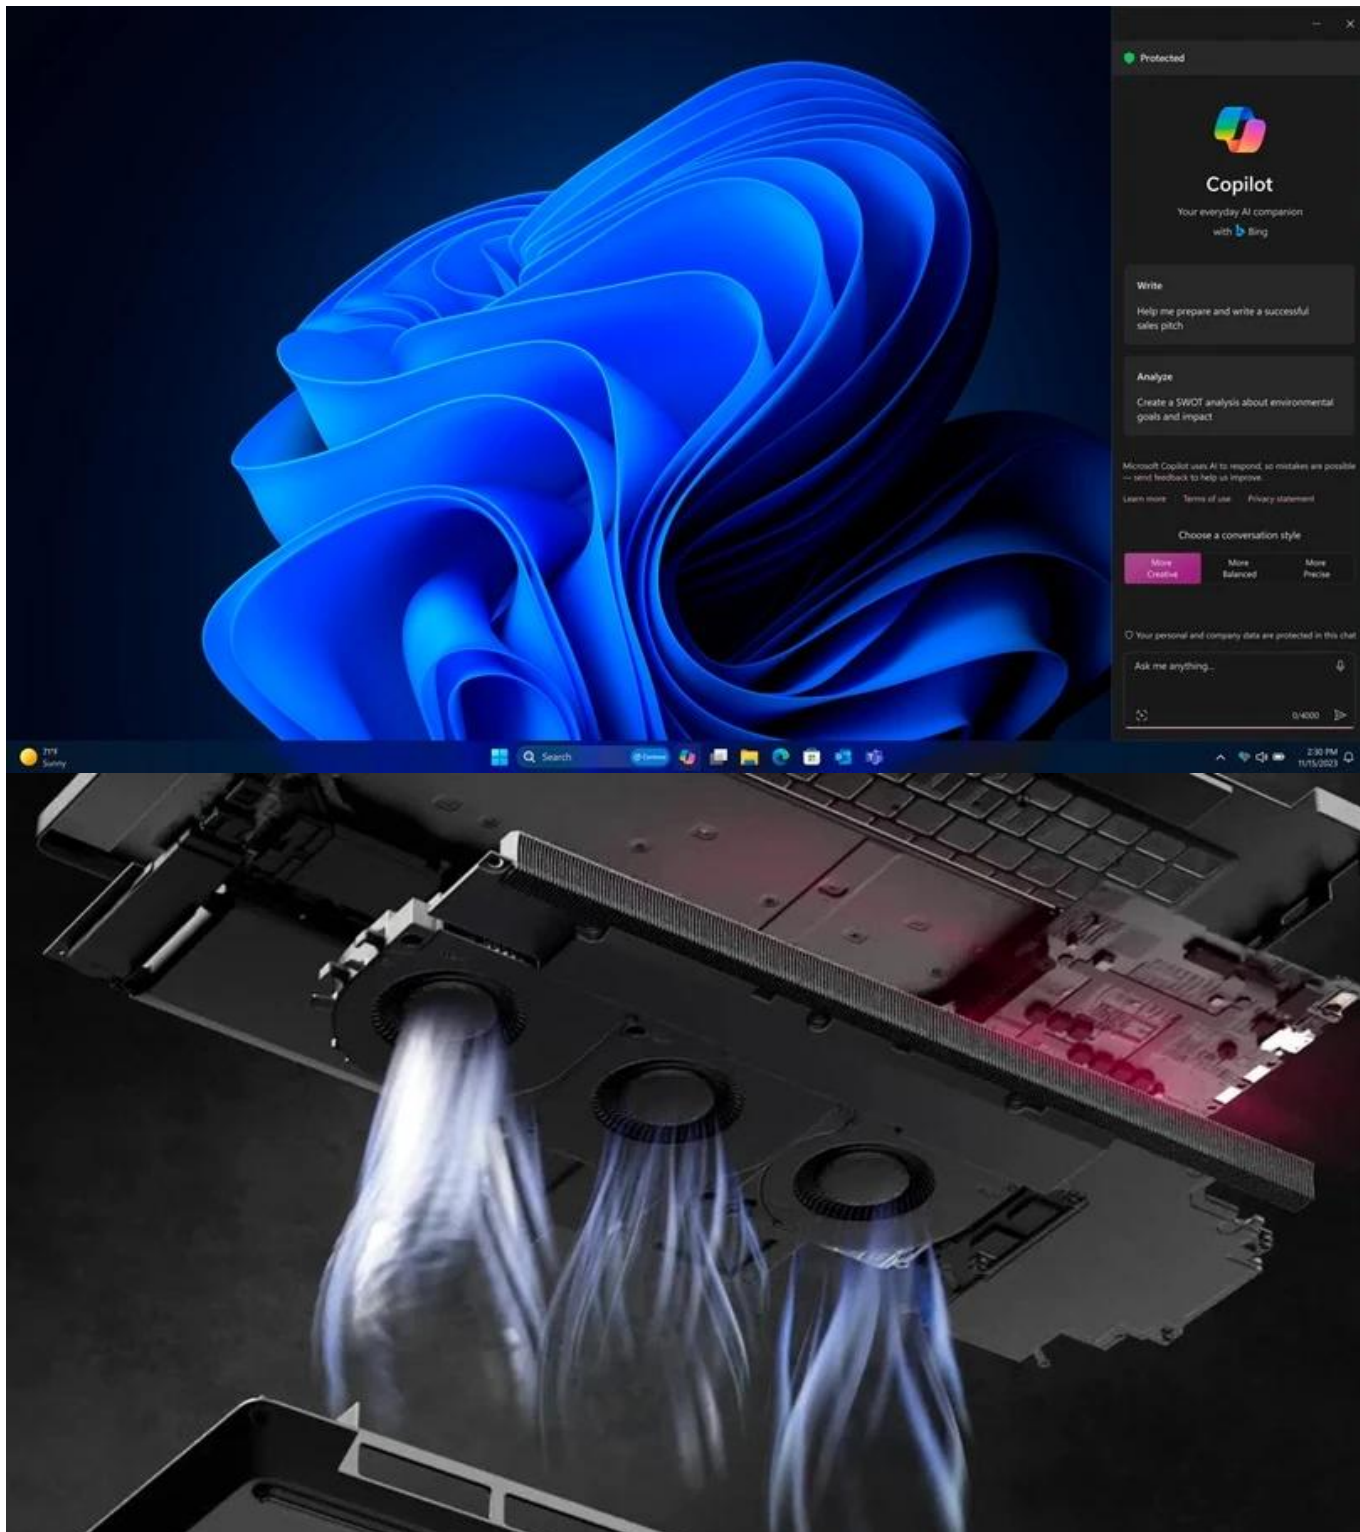 Protected
Copilot
Your everyday AI companion
with Bing
Write
Help me prepare and write a successful
sales pitch
Analyze
Create a SWOT analysis about environmental
goals and impact
Microsoft Copilot uses AI to respond, so mistakes are possible
— send feedback to help us improve.
Learn more Terms of use Privacy statement
Choose a conversation style
More
Creative
More
Balanced
More
Precise
Your personal and company data are protected in this chat
Ask me anything...
0/4000
71°F
Sunny
Search
Contoso
2:30 PM
11/15/2023